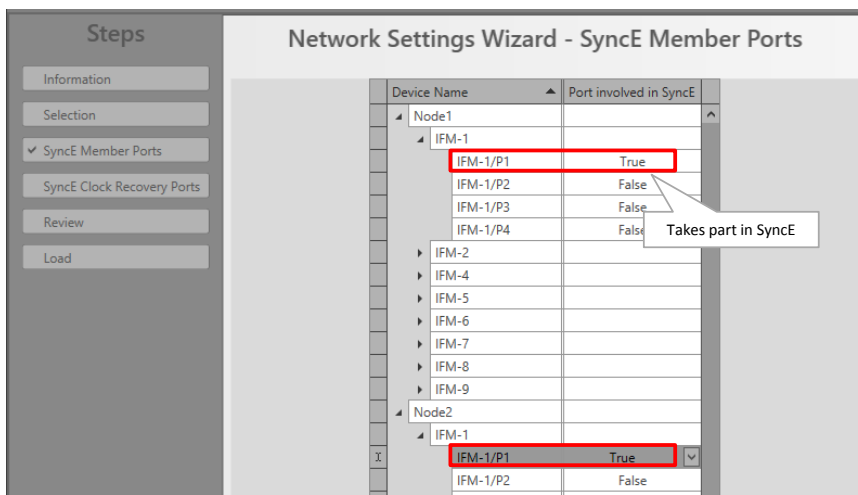 Steps
Information
Selection
SyncE Member Ports
SyncE Clock Recovery Ports
Review
Load
Network Settings Wizard - SyncE Member Ports
Device Name Port involved in SyncE
Node1
IFM-1
IFM-1/P1 True
IFM-1/P2 False
IFM-1/P3 False
IFM-1/P4 False
Takes part in SyncE
IFM-2
IFM-4
IFM-5
IFM-6
IFM-7
IFM-8
IFM-9
Node2
IFM-1
IFM-1/P1 True
IFM-1/P2 False